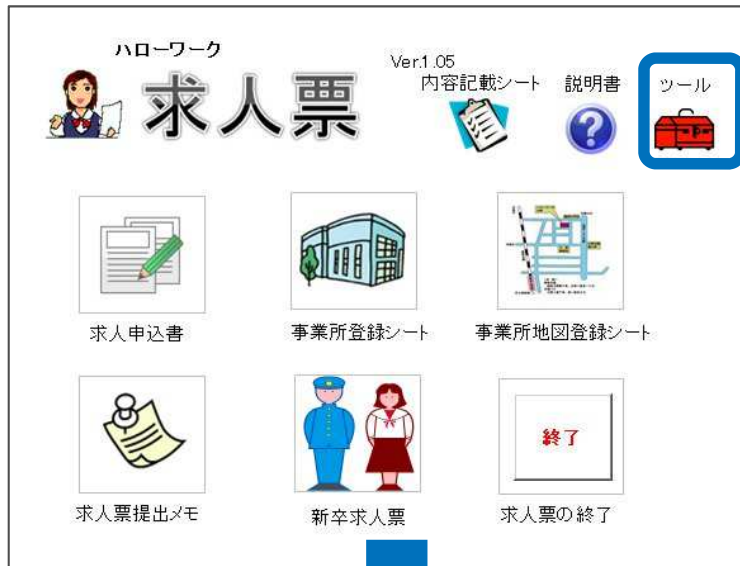 ハローワーク
求人票
Ver.1.05
内容記載シート
説明書
ツール
求人申込書
事業所登録シート
事業所地図登録シート
求人票提出メモ
新卒求人票
終了
求人票の終了